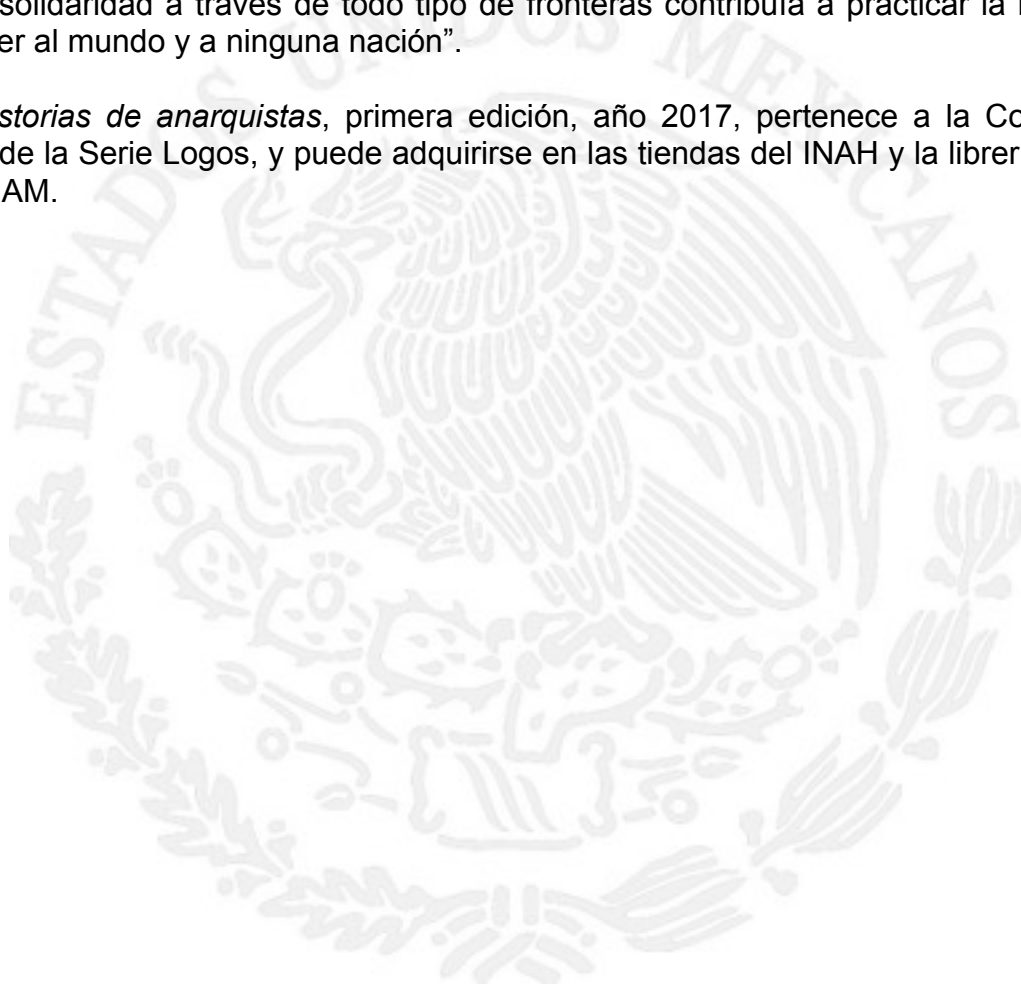 solidaridad a través de todo tipo de fronteras contribuía a practicar la
er al mundo y a ninguna nación”.
storias de anarquistas, primera edición, año 2017, pertenece a la Co
de la Serie Logos, y puede adquirirse en las tiendas del INAH y la librer
AM.
ESTADOS UNIDOS MEXICANOS